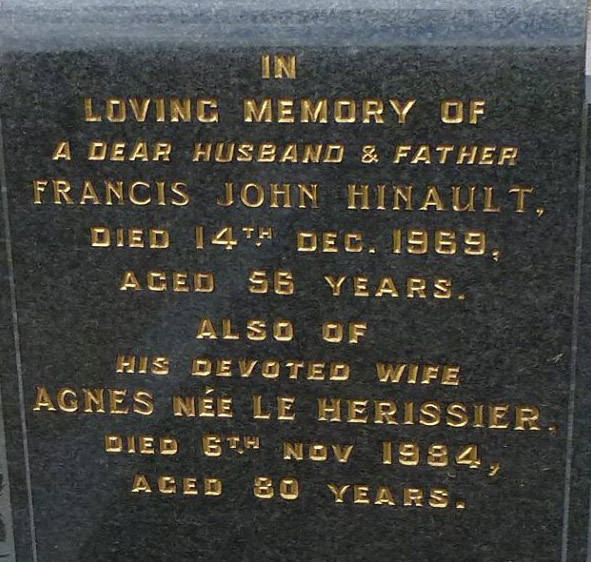 IN
LOVING MEMORY OF
A DEAR HUSBAND & FATHER
FRANCIS JOHN HINAULT,
DIED 14TH DEC. 1969,
AGED 56 YEARS.
ALSO OF
HIS DEVOTED WIFE
AGNES NÉE LE HERISSIER.
DIED 6TH NOV 1984,
AGED 80 YEARS.